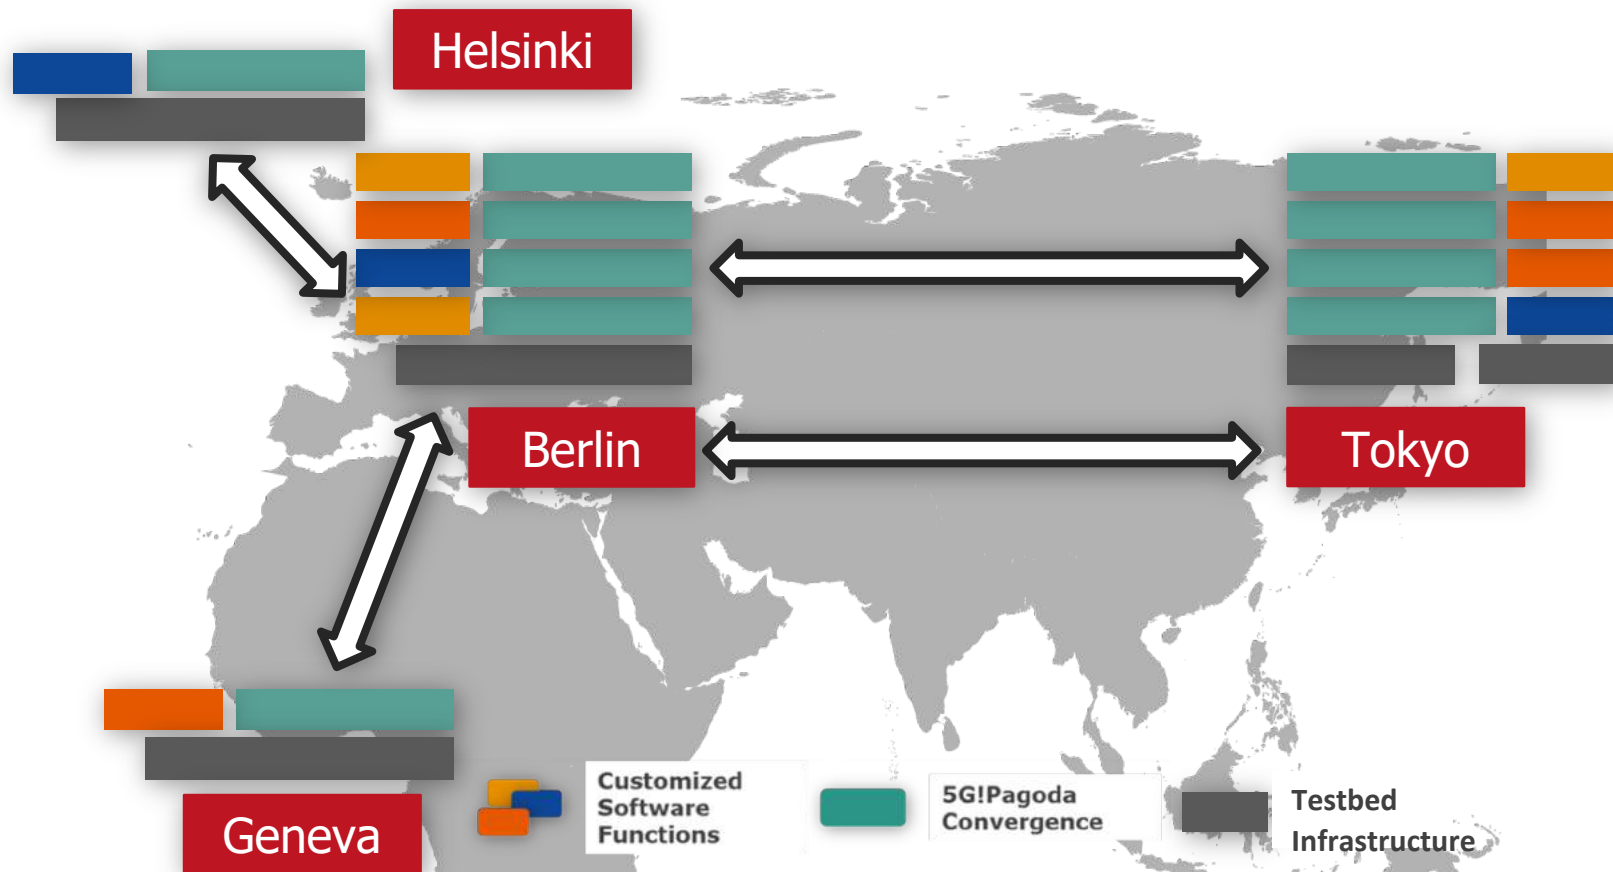 Helsinki
Berlin
Tokyo
Geneva
Customized
Software
Functions
5G!Pagoda
Convergence
Testbed
Infrastructure